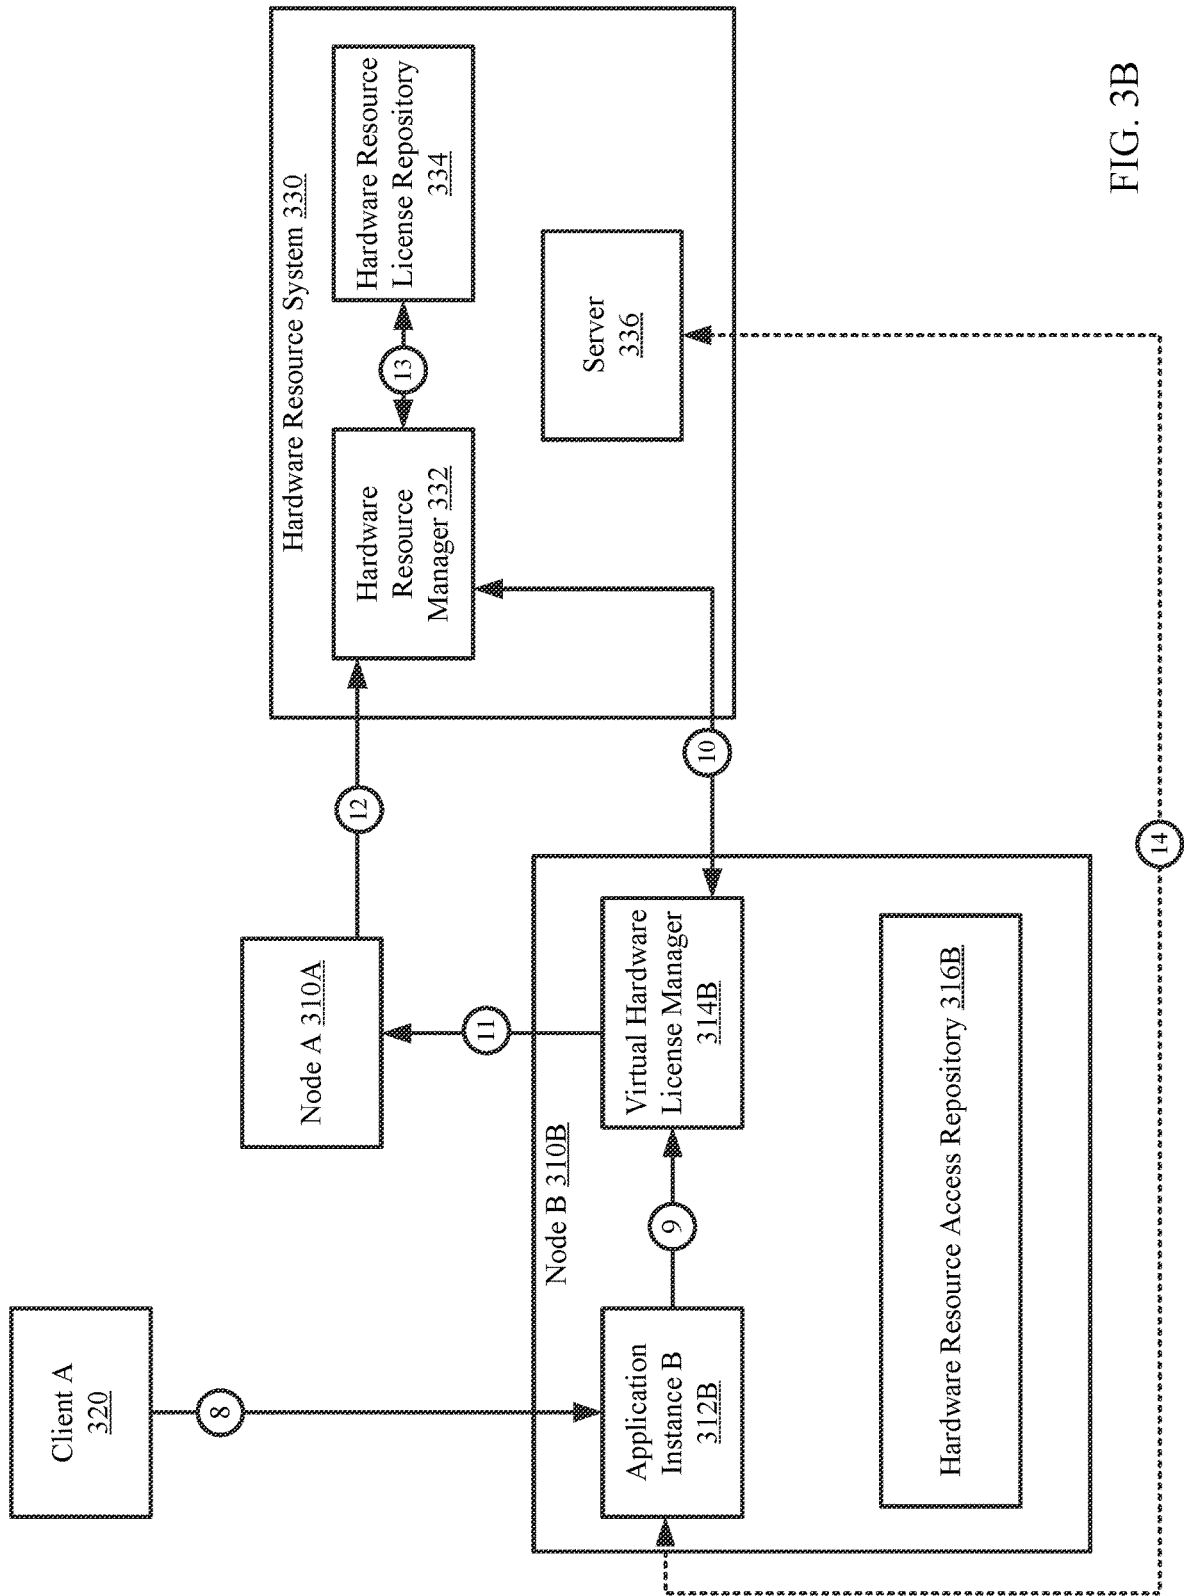 Client A
320
8
Node A 310A
12
11
Node B 310B
Application
Instance B
312B
9
Virtual Hardware
License Manager
314B
10
Hardware Resource Access Repository 316B
Hardware Resource System 330
Hardware
Resource
Manager 332
13
Hardware Resource
License Repository
334
Server
336
14
FIG. 3B